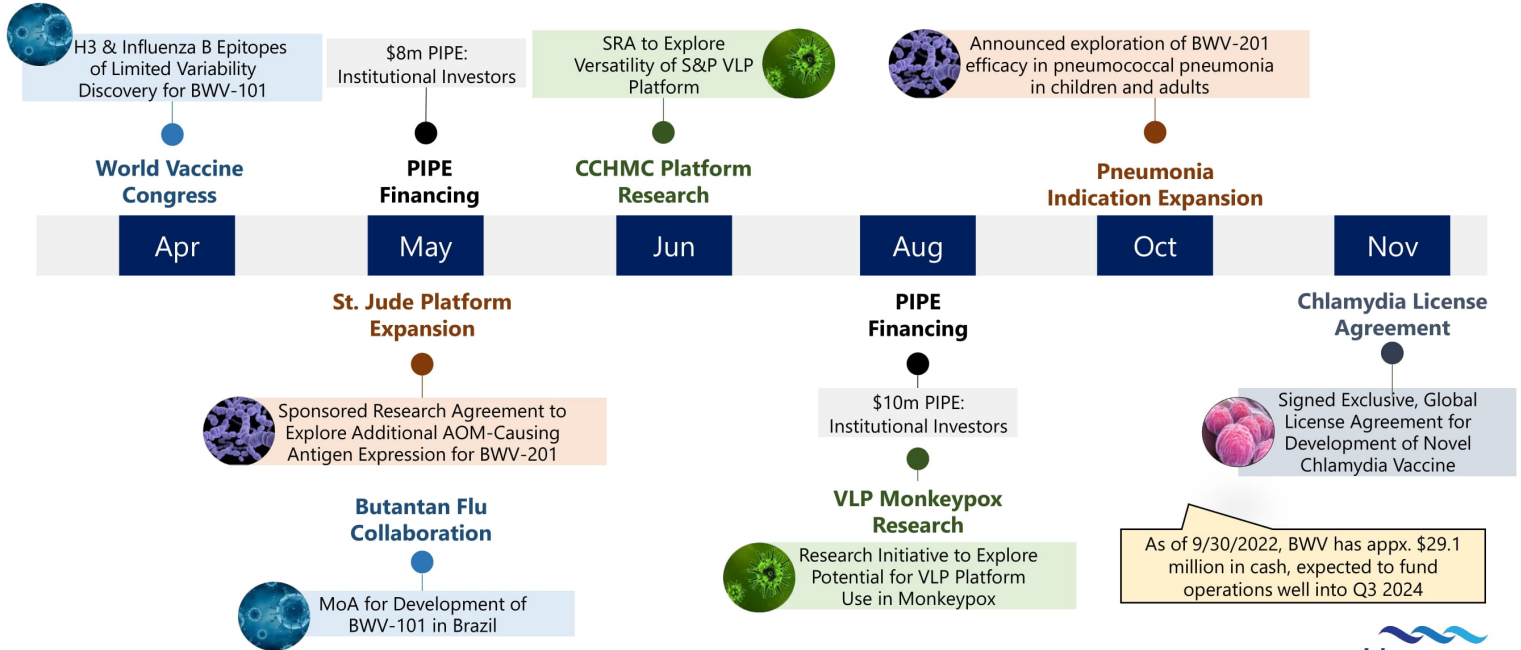 H3 & Influenza B Epitopes
of Limited Variability
Discovery for BWV-101
$8m PIPE:
Institutional Investors
SRA to Explore
Versatility of S&P VLP
Platform
Announced exploration of BWV-201
efficacy in pneumococcal pneumonia
in children and adults
World Vaccine
Congress
PIPE
Financing
CCHMC Platform
Research
Pneumonia
Indication Expansion
Apr
May
Jun
Aug
Oct
Nov
St. Jude Platform
Expansion
Sponsored Research Agreement to
Explore Additional AOM-Causing
Antigen Expression for BWV-201
Butantan Flu
Collaboration
MoA for Development of
BWV-101 in Brazil
PIPE
Financing
$10m PIPE:
Institutional Investors
VLP Monkeypox
Research
Research Initiative to Explore
Potential for VLP Platform
Use in Monkeypox
Chlamydia License
Agreement
Signed Exclusive, Global
License Agreement for
Development of Novel
Chlamydia Vaccine
As of 9/30/2022, BWV has appx. $29.1
million in cash, expected to fund
operations well into Q3 2024